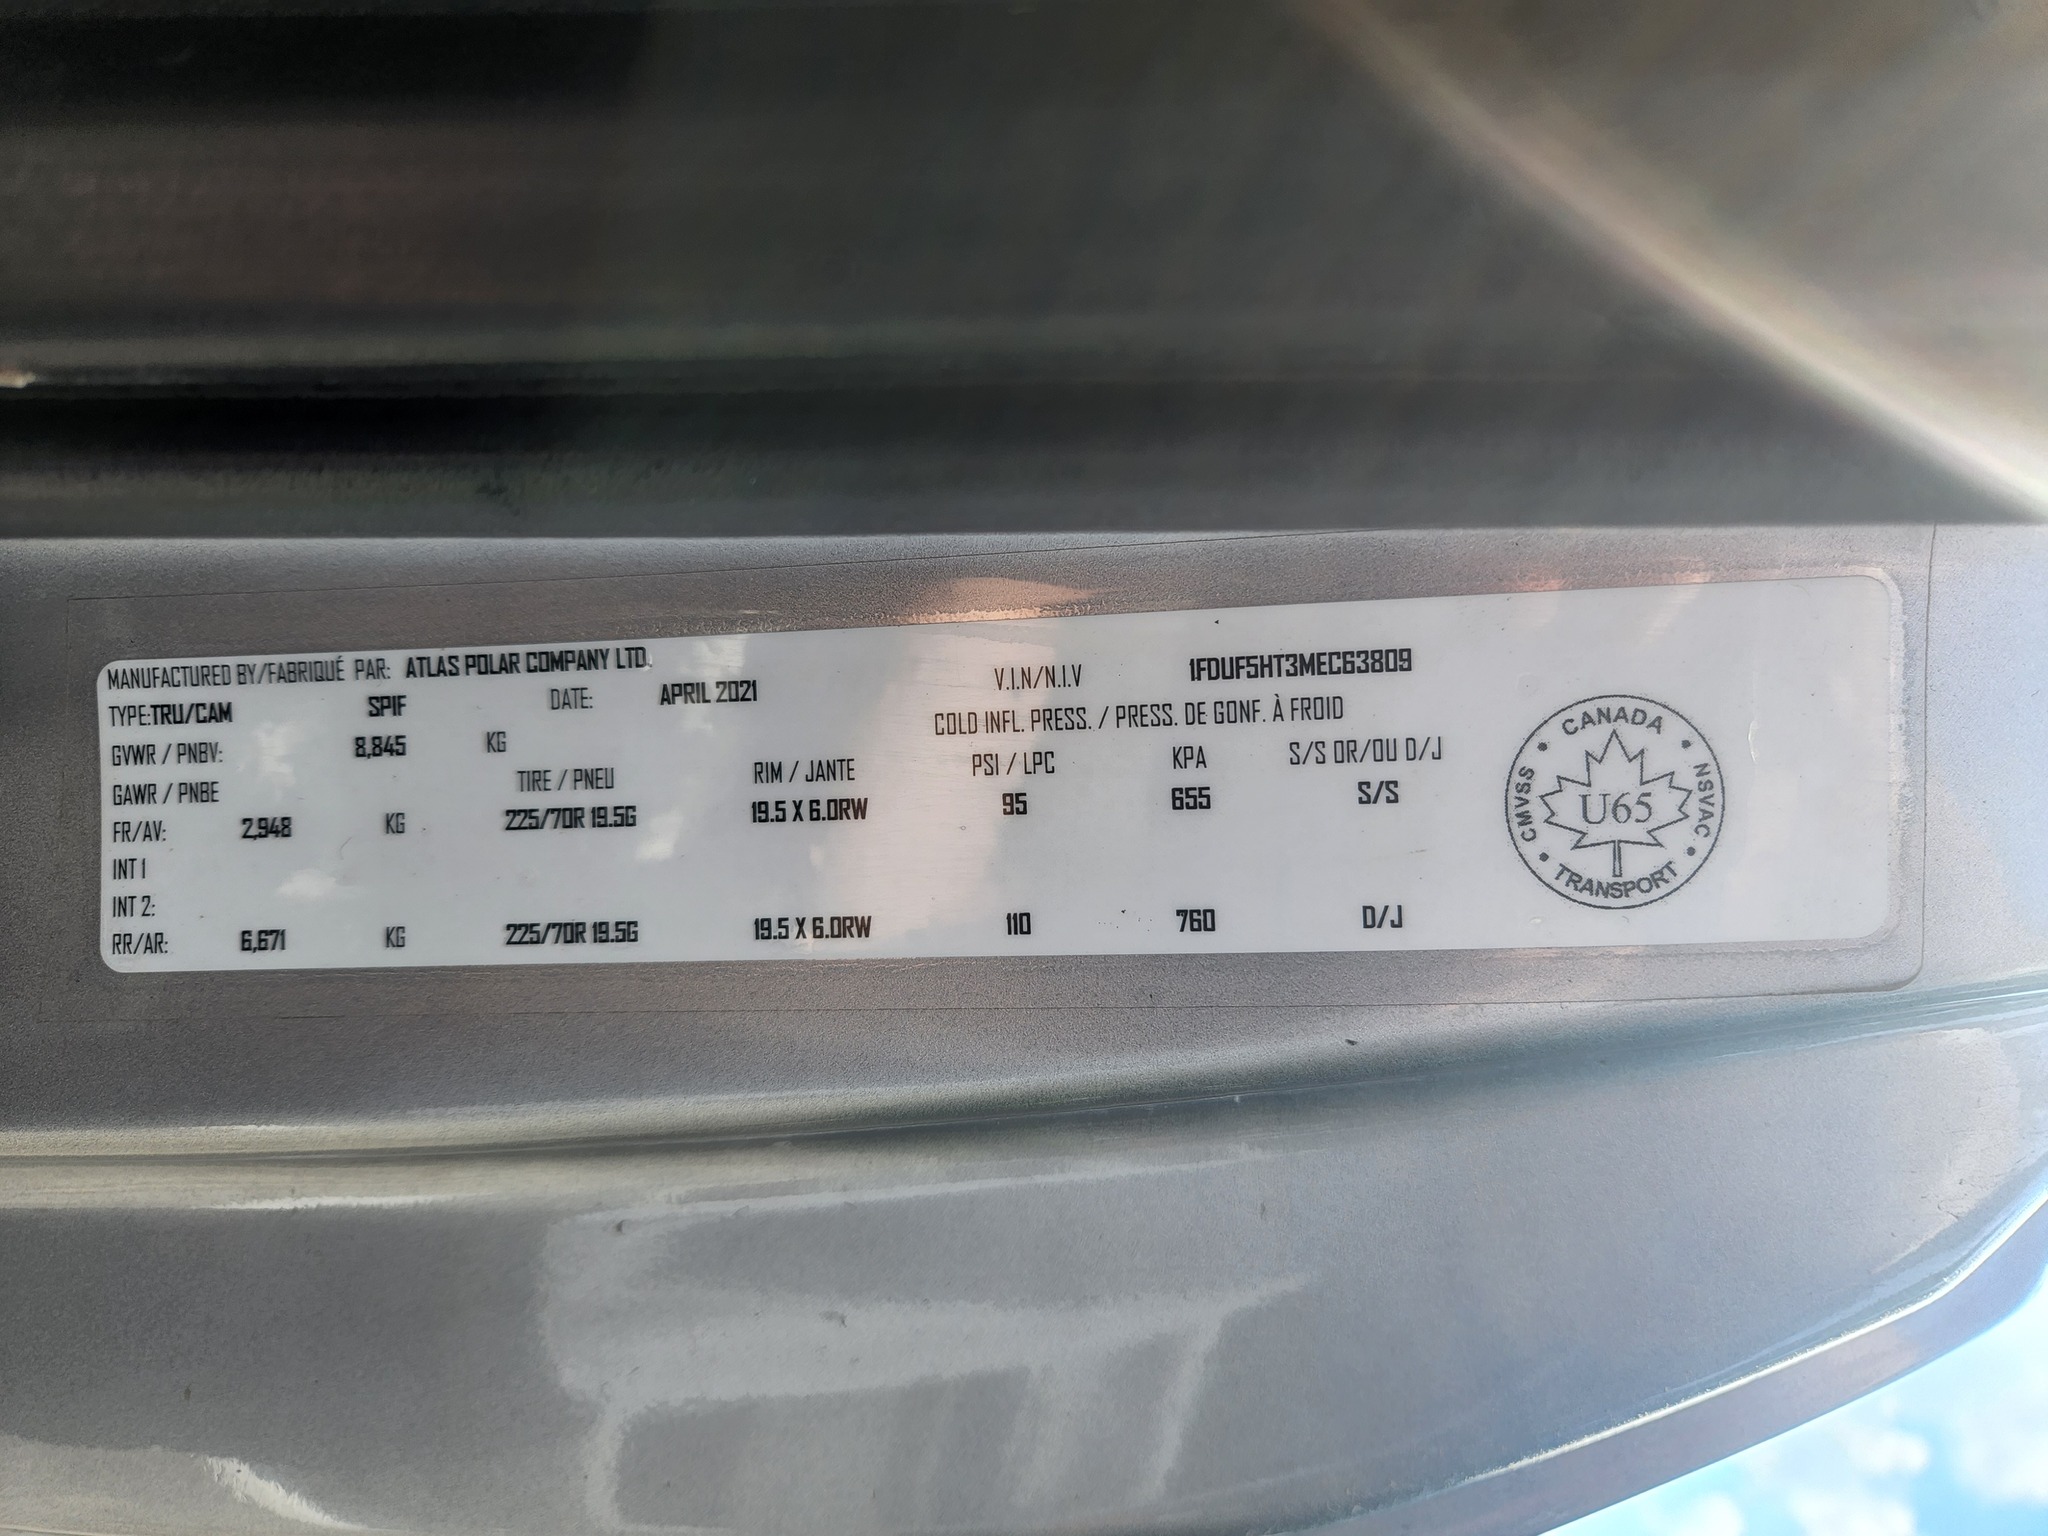 MANUFACTURED BY/FABRIQUÉ PAR: ATLAS POLAR COMPANY LTD. V.I.N/N.I.V 1FDUF5HT3MEC63809
TYPE:TRU/CAM SPIF DATE: APRIL 2021 COLD INFL. PRESS. / PRESS. DE GONF. À FROID
GVWR / PNBV: 8,845 KG
GAWR / PNBE TIRE / PNEU RIM / JANTE PSI / LPC KPA S/S OR/OU D/J
FR/AV: 2,948 KG 225/70R 19.5G 19.5 X 6.0RW 95 655 S/S
INT 1
INT 2:
RR/AR: 6,671 KG 225/70R 19.5G 19.5 X 6.0RW 110 760 D/J
CANADA
CMVSS
U65
NSVAC
TRANSPORT